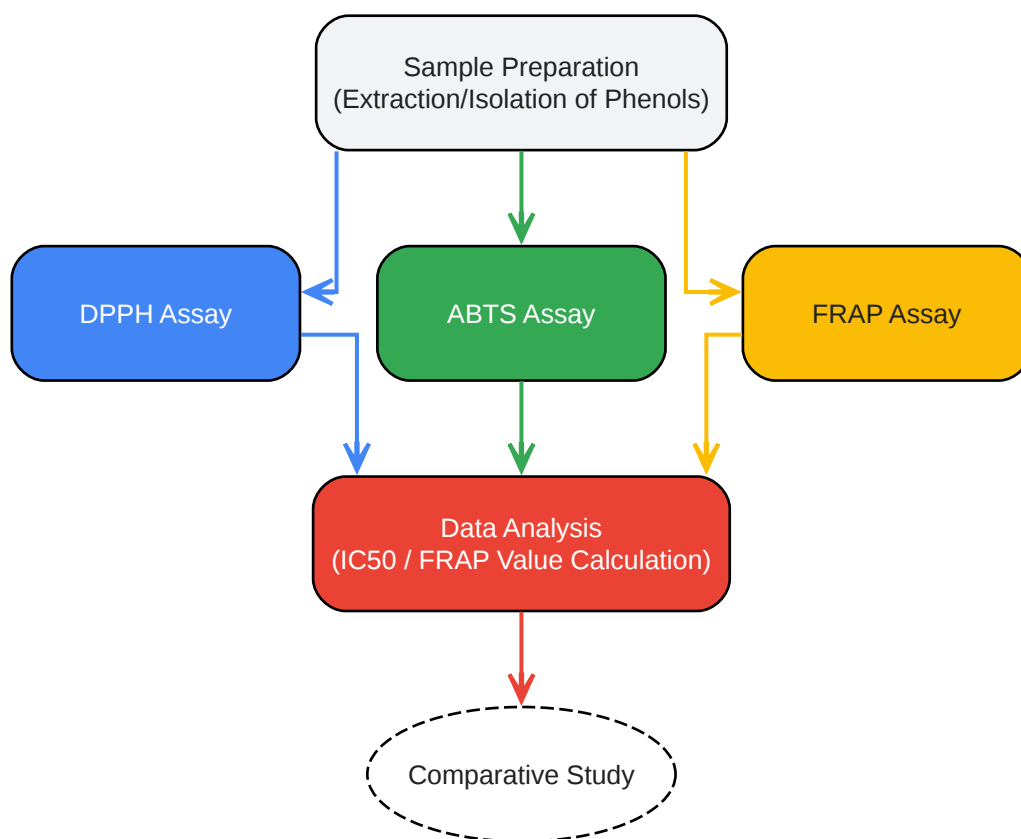 Sample Preparation
(Extraction/Isolation of Phenols)
DPPH Assay
ABTS Assay
FRAP Assay
Data Analysis
(IC50 / FRAP Value Calculation)
Comparative Study